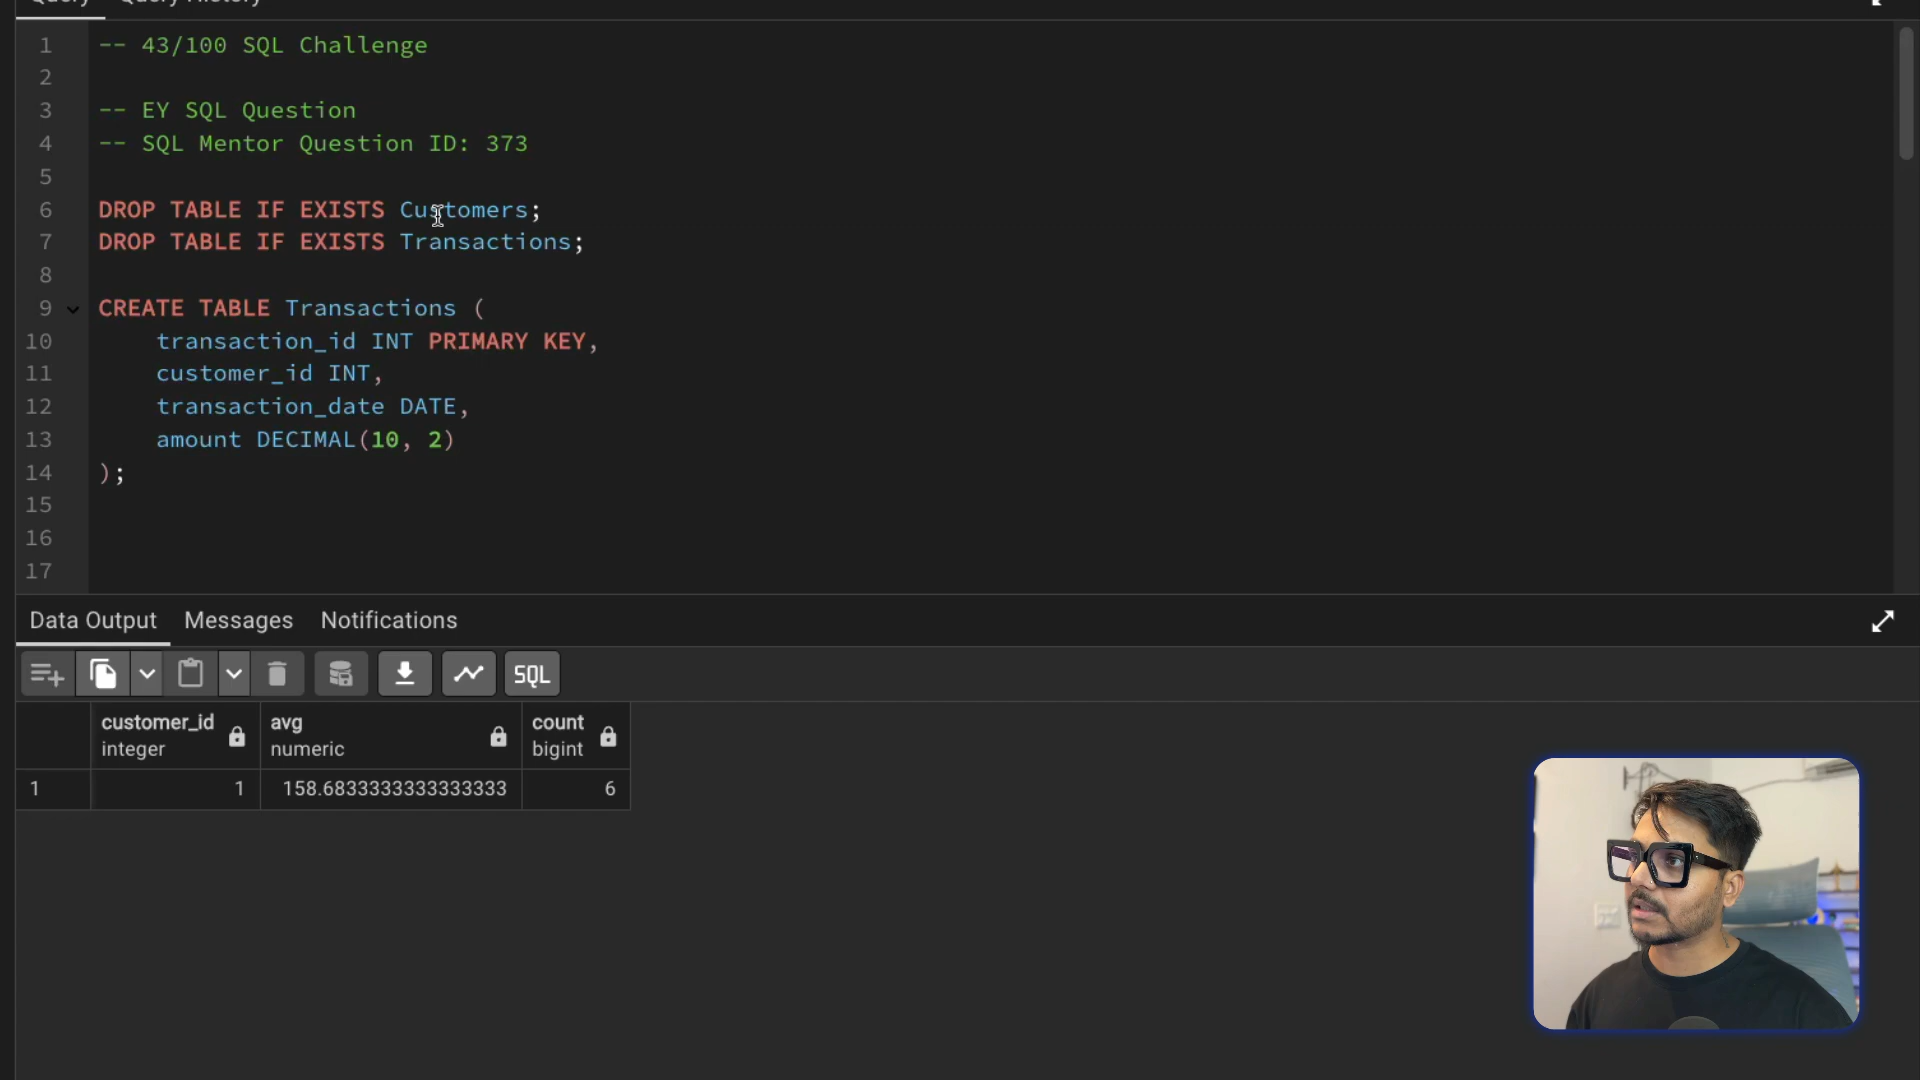 Query Query History
1 -- 43/100 SQL Challenge
2
3 -- EY SQL Question
4 -- SQL Mentor Question ID: 373
5
6 DROP TABLE IF EXISTS Customers;
7 DROP TABLE IF EXISTS Transactions;
8
9 CREATE TABLE Transactions (
10 transaction_id INT PRIMARY KEY,
11 customer_id INT,
12 transaction_date DATE,
13 amount DECIMAL(10, 2)
14 );
15
16
17
Data Output Messages Notifications
SQL
customer_id avg count
integer numeric bigint
1 1 158.6833333333333333 6